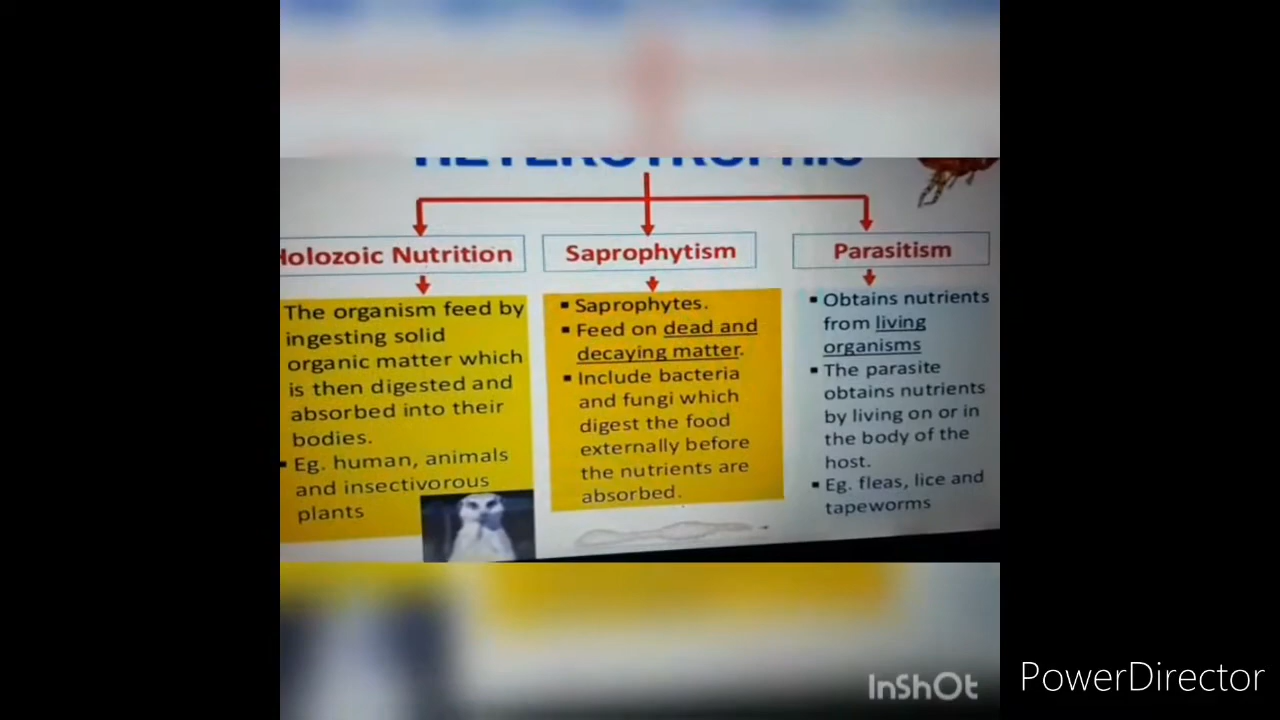 HETEROTROPHIC
Holozoic Nutrition
The organism feed by
ingesting solid
organic matter which
is then digested and
absorbed into their
bodies.
▪ Eg. human, animals
and insectivorous
plants
Saprophytism
▪ Saprophytes.
▪ Feed on dead and
decaying matter.
▪ Include bacteria
and fungi which
digest the food
externally before
the nutrients are
absorbed.
Parasitism
▪ Obtains nutrients
from living
organisms
▪ The parasite
obtains nutrients
by living on or in
the body of the
host.
▪ Eg. fleas, lice and
tapeworms
InShOt
PowerDirector